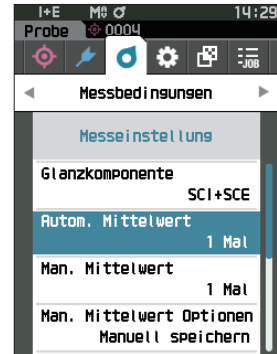 I+E M 14:29
Probe 0004
JOB
Messbedingungen
Messeinstellung
Glanzkomponente
SCI+SCE
Autom. Mittelwert
1 Mal
Man. Mittelwert
1 Mal
Man. Mittelwert Optionen
Manuell speichern